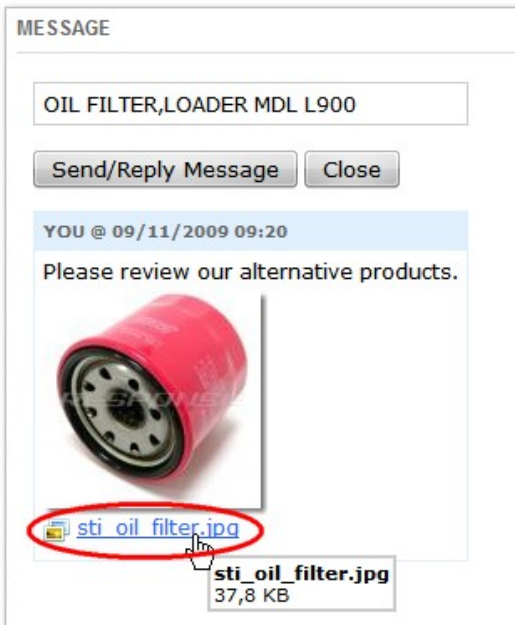 MESSAGE
OIL FILTER,LOADER MDL L900
Send/Reply Message Close
YOU @ 09/11/2009 09:20
Please review our alternative products.
sti_oil_filter.jpg
sti_oil_filter.jpg
37,8 KB